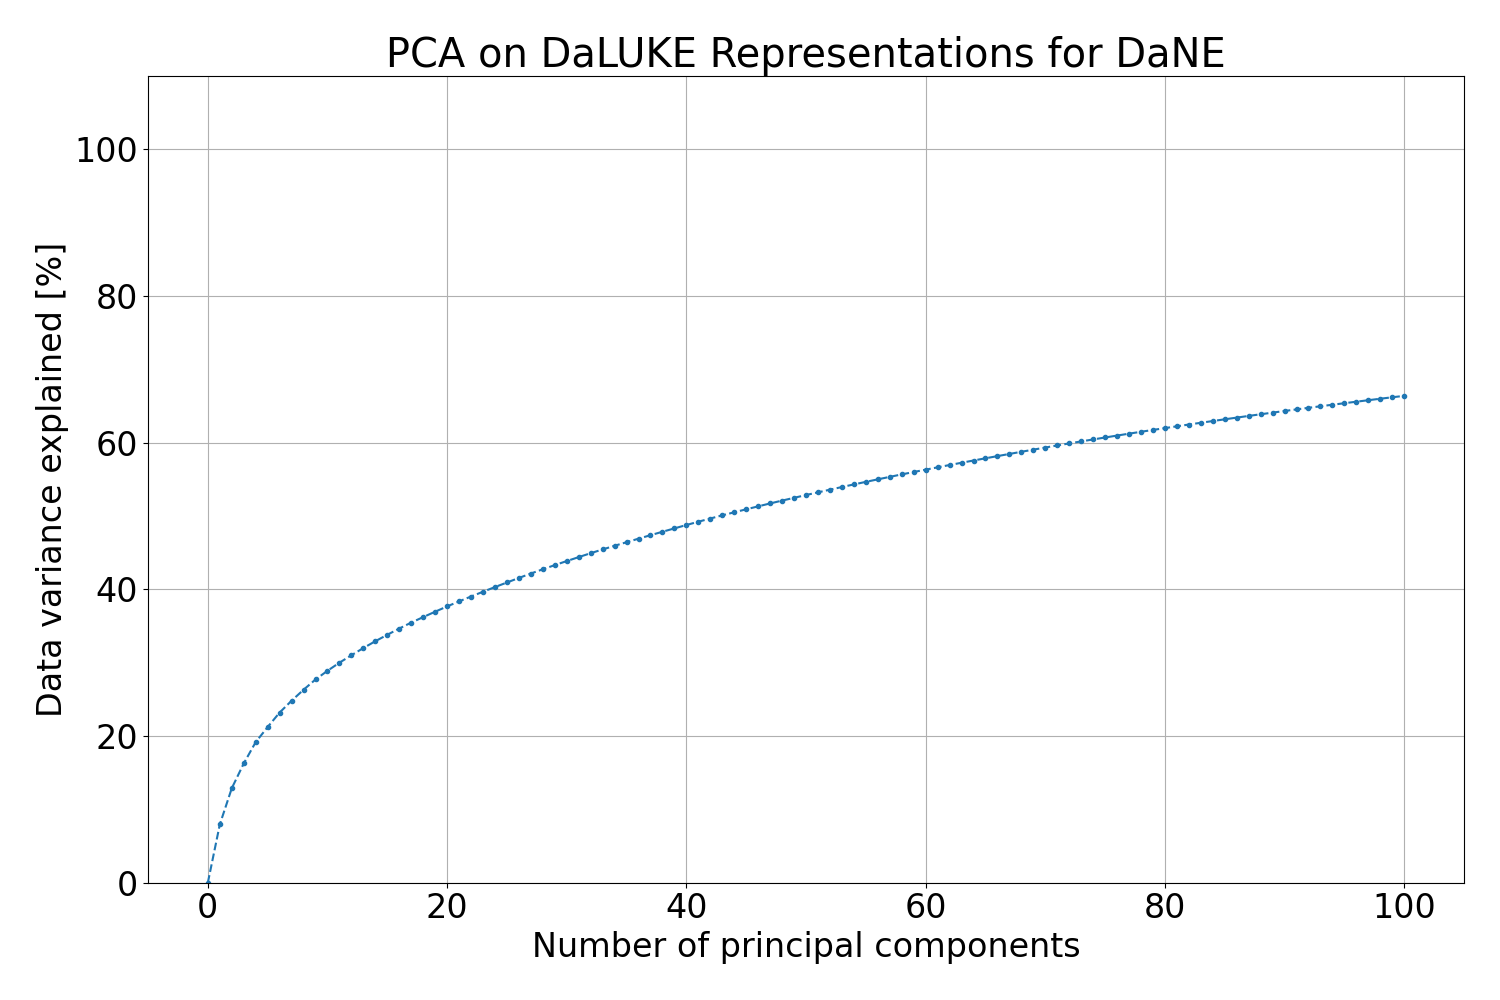 PCA on DaLUKE Representations for DaNE
Data variance explained [%]
100
80
60
40
20
0
0 20 40 60 80 100
Number of principal components